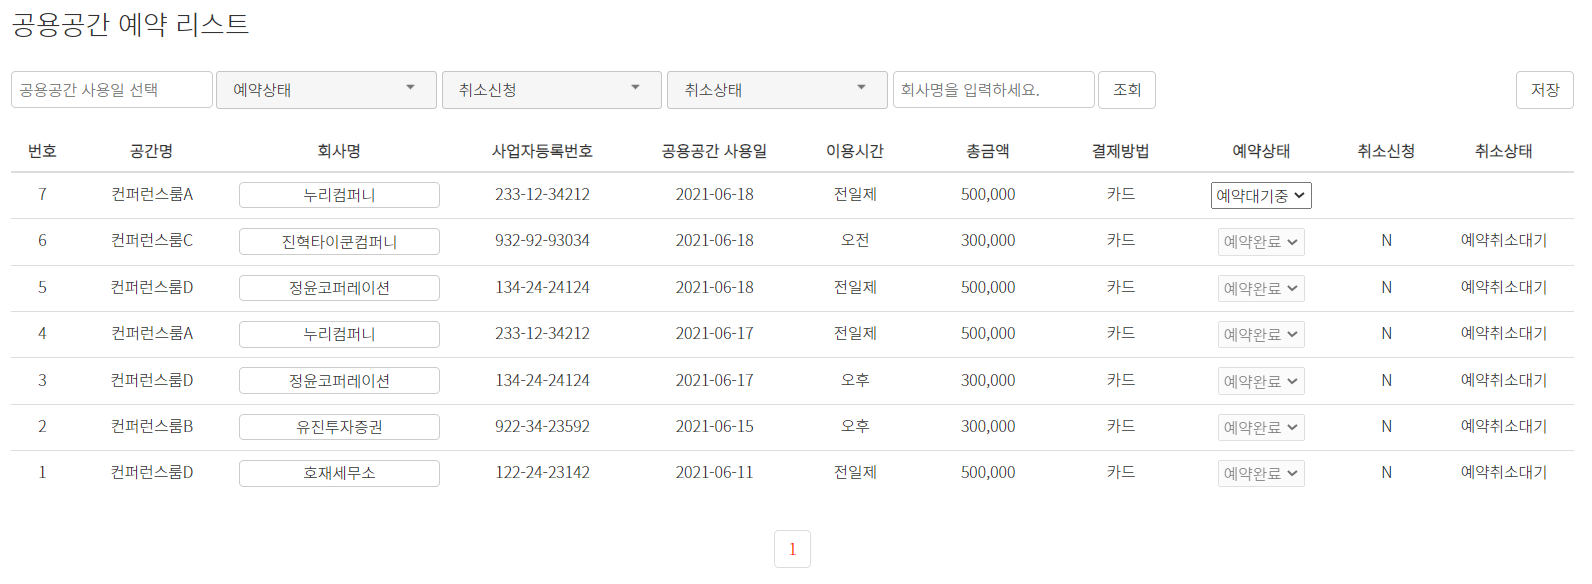 공용공간 예약 리스트
공용공간 사용일 선택 예약상태 취소신청 취소상태 회사명을 입력하세요. 조회 저장
번호 공간명 회사명 사업자등록번호 공용공간 사용일 이용시간 총금액 결제방법 예약상태 취소신청 취소상태
7 컨퍼런스룸A 누리컴퍼니 233-12-34212 2021-06-18 전일제 500,000 카드 예약대기중
6 컨퍼런스룸C 진혁타이쿤컴퍼니 932-92-93034 2021-06-18 오전 300,000 카드 예약완료 N 예약취소대기
5 컨퍼런스룸D 정윤코퍼레이션 134-24-24124 2021-06-18 전일제 500,000 카드 예약완료 N 예약취소대기
4 컨퍼런스룸A 누리컴퍼니 233-12-34212 2021-06-17 전일제 500,000 카드 예약완료 N 예약취소대기
3 컨퍼런스룸D 정윤코퍼레이션 134-24-24124 2021-06-17 오후 300,000 카드 예약완료 N 예약취소대기
2 컨퍼런스룸B 유진투자증권 922-34-23592 2021-06-15 오후 300,000 카드 예약완료 N 예약취소대기
1 컨퍼런스룸D 호재세무소 122-24-23142 2021-06-11 전일제 500,000 카드 예약완료 N 예약취소대기
1